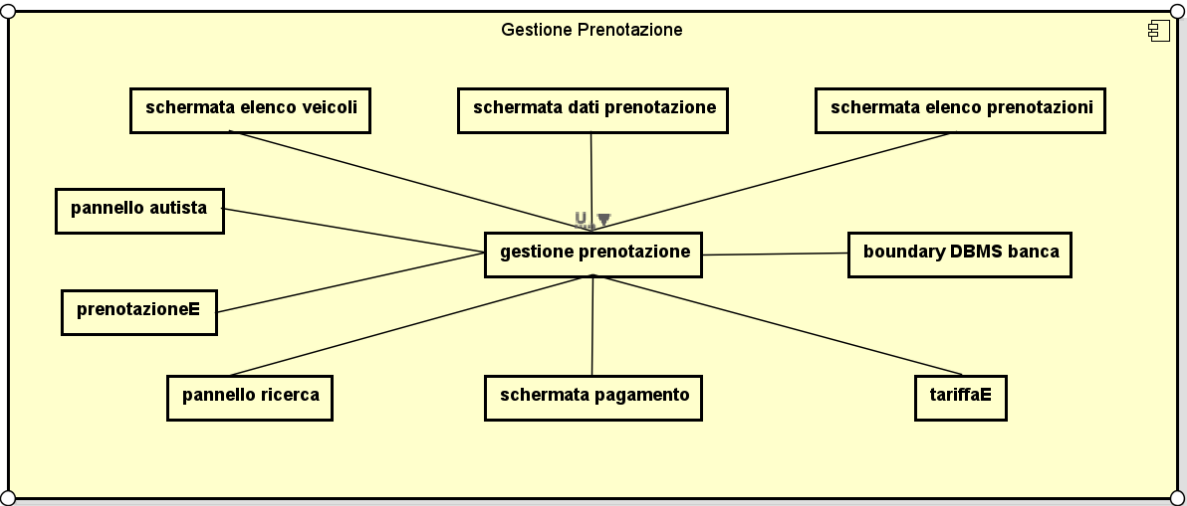 Gestione Prenotazione
schermata elenco veicoli
schermata dati prenotazione
schermata elenco prenotazioni
pannello autista
U
gestione prenotazione
boundary DBMS banca
prenotazioneE
pannello ricerca
schermata pagamento
tariffaE